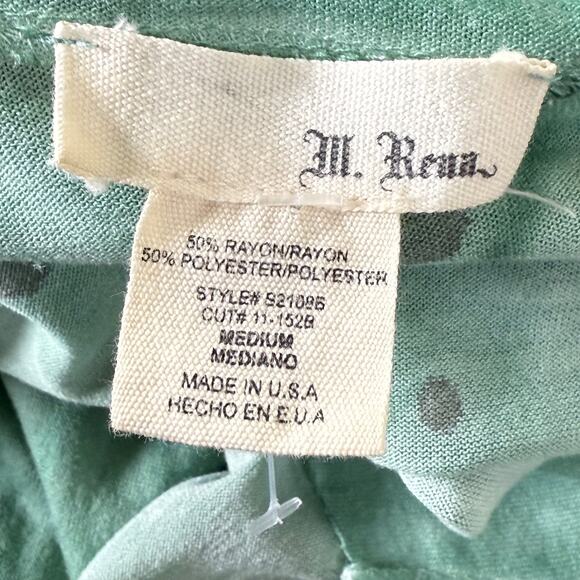 M. Rena
50% RAYON/RAYON
50% POLYESTER/POLYESTER
STYLE# S2108B
CUT# 11-152B
MEDIUM
MEDIANO
MADE IN U.S.A
HECHO EN E.U.A